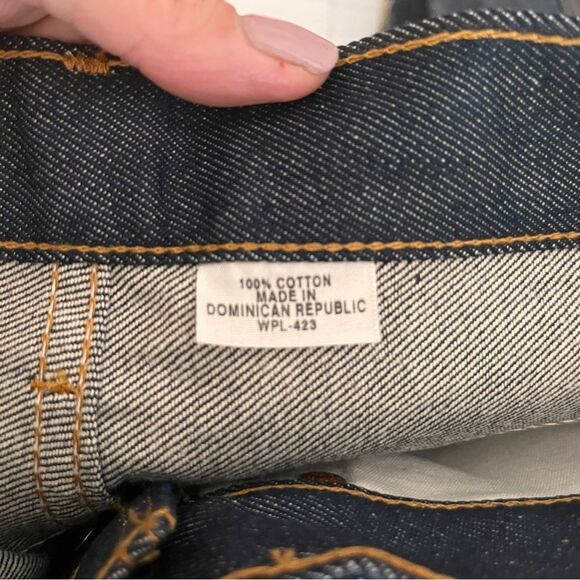 100% COTTON
MADE IN
DOMINICAN REPUBLIC
WPL-423